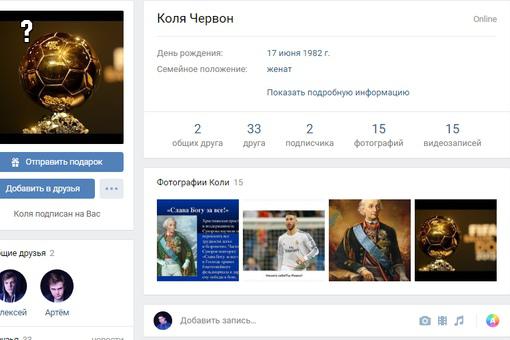 ?
Коля Червон
Online
День рождения: 17 июня 1982 г.
Семейное положение: женат
Показать подробную информацию
2 33 2 15 15
общих друга друга подписчика фотографий видеозаписей
Отправить подарок
Добавить в друзья
Коля подписан на Вас
Фотографии Коли 15
«Слава Богу за все!»
щие друзья 2
лексей Артём
Добавить запись...
33 новости